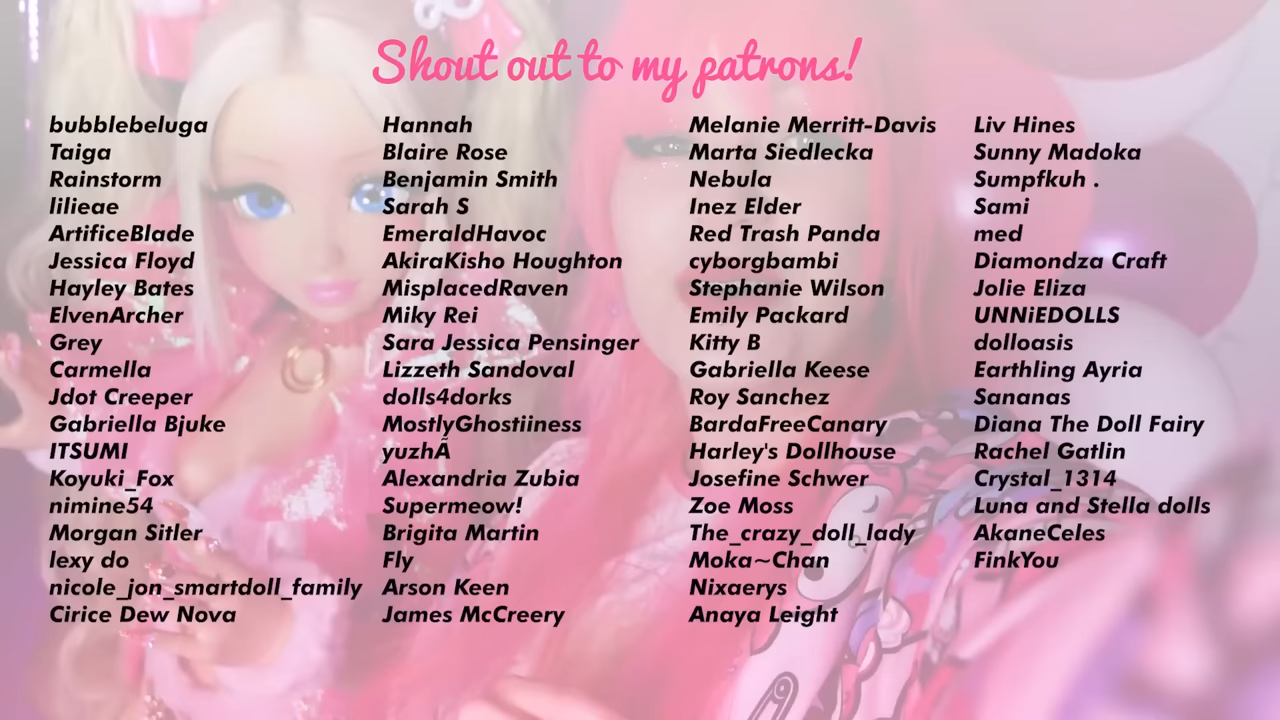 Shout out to my patrons!
bubblebeluga
Taiga
Rainstorm
lilieae
ArtificeBlade
Jessica Floyd
Hayley Bates
ElvenArcher
Grey
Carmella
Jdot Creeper
Gabriella Bjuke
ITSUMI
Koyuki_Fox
nimine54
Morgan Sitler
lexy do
nicole_jon_smartdoll_family
Cirice Dew Nova
Hannah
Blaire Rose
Benjamin Smith
Sarah S
EmeraldHavoc
AkiraKisho Houghton
MisplacedRaven
Miky Rei
Sara Jessica Pensinger
Lizzeth Sandoval
dolls4dorks
MostlyGhostiiness
yuzhÃ
Alexandria Zubia
Supermeow!
Brigita Martin
Fly
Arson Keen
James McCreery
Melanie Merritt-Davis
Marta Siedlecka
Nebula
Inez Elder
Red Trash Panda
cyborgbambi
Stephanie Wilson
Emily Packard
Kitty B
Gabriella Keese
Roy Sanchez
BardaFreeCanary
Harley's Dollhouse
Josefine Schwer
Zoe Moss
The_crazy_doll_lady
Moka~Chan
Nixaerys
Anaya Leight
Liv Hines
Sunny Madoka
Sumpfkuh .
Sami
med
Diamondza Craft
Jolie Eliza
UNNiEDOLLS
dolloasis
Earthling Ayria
Sananas
Diana The Doll Fairy
Rachel Gatlin
Crystal_1314
Luna and Stella dolls
AkaneCeles
FinkYou